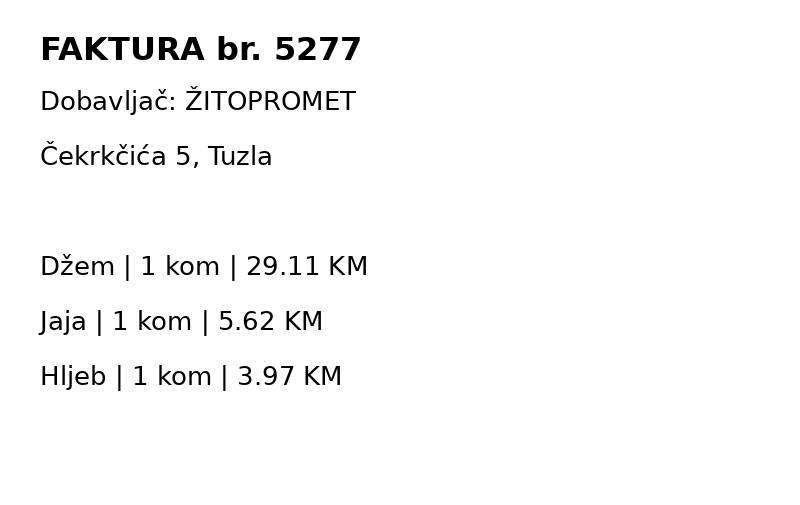 FAKTURA br. 5277
Dobavljač: ŽITOPROMET
Čekrkčića 5, Tuzla
Džem | 1 kom | 29.11 KM
Jaja | 1 kom | 5.62 KM
Hljeb | 1 kom | 3.97 KM